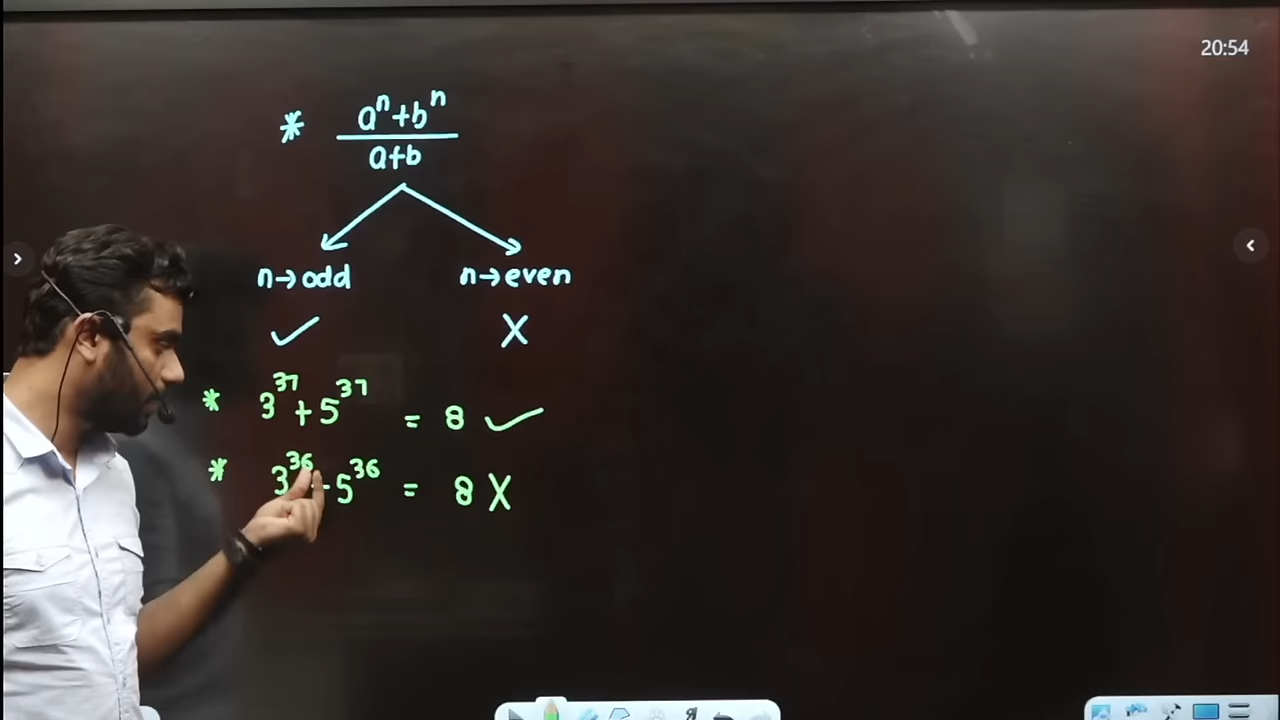 20:54
* aⁿ+bⁿ
a+b
n→odd n→even
✓ X
* 3³⁷+5³⁷ = 8 ✓
* 3³⁶+5³⁶ = 8 X